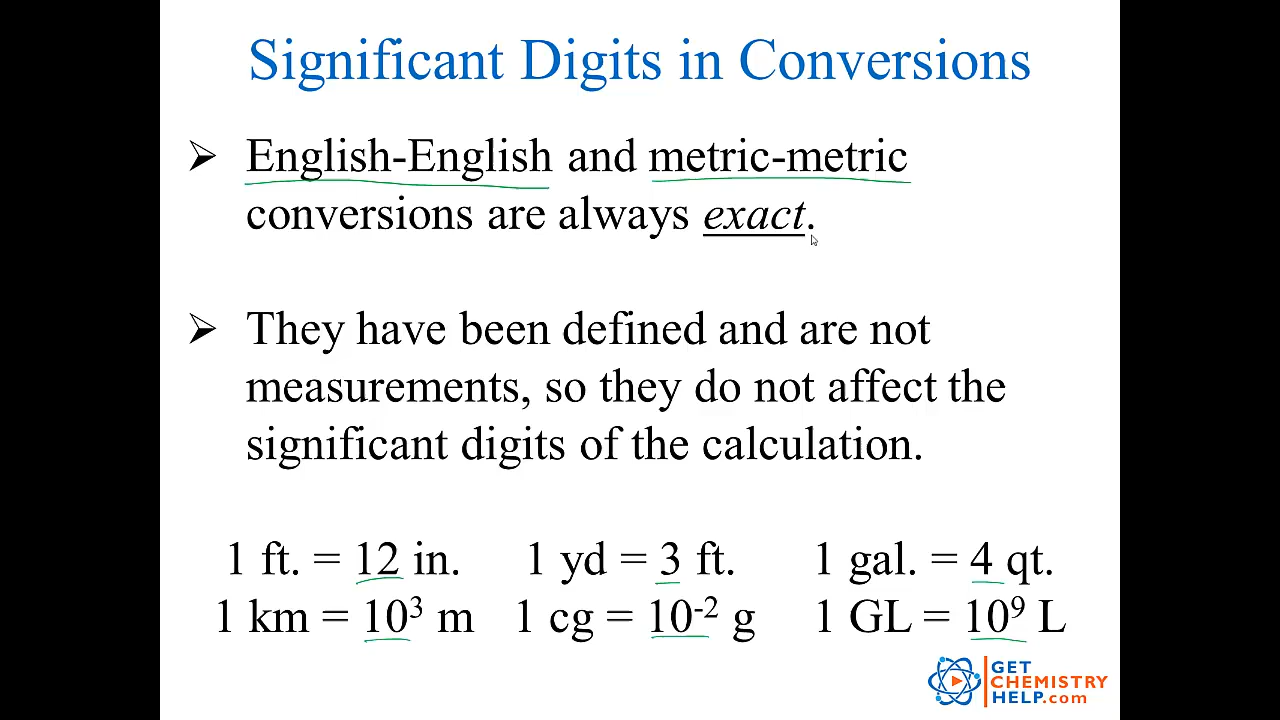 Significant Digits in Conversions
➢ English-English and metric-metric
conversions are always exact.
➢ They have been defined and are not
measurements, so they do not affect the
significant digits of the calculation.
1 ft. = 12 in. 1 yd = 3 ft. 1 gal. = 4 qt.
1 km = 10³ m 1 cg = 10⁻² g 1 GL = 10⁹ L
GET
CHEMISTRY
HELP.com